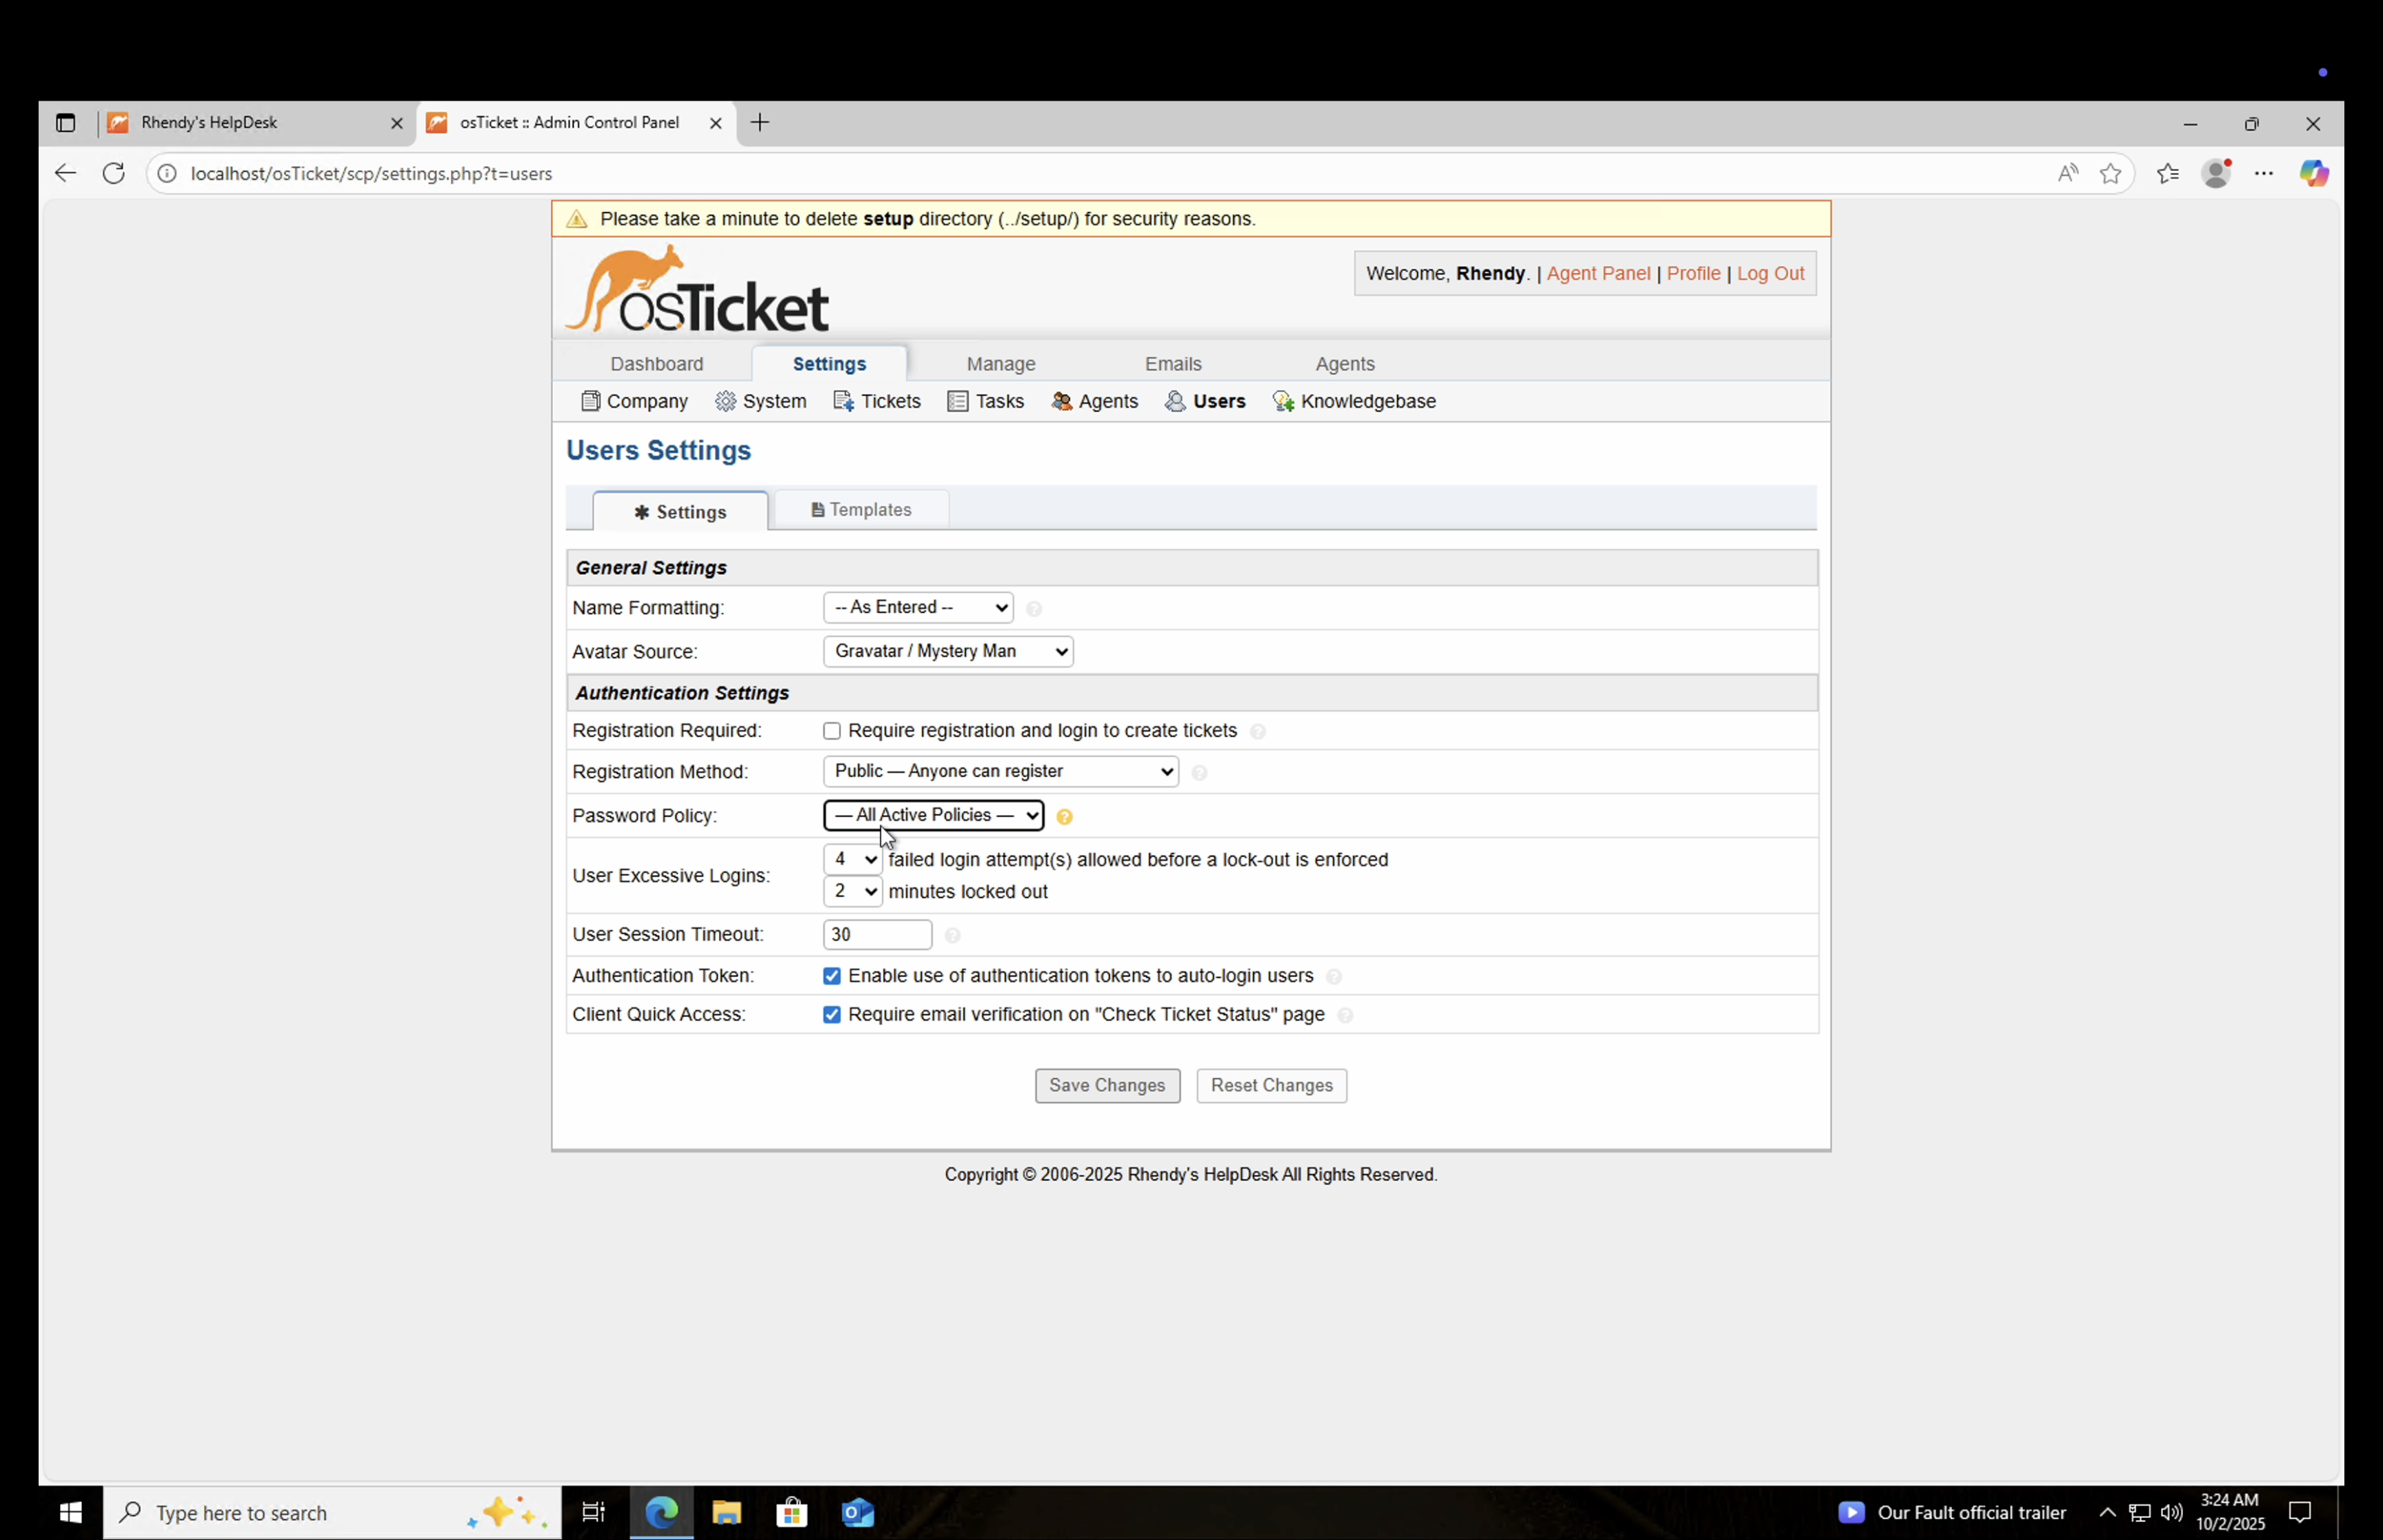 Rhendy's HelpDesk
osTicket :: Admin Control Panel
localhost/osTicket/scp/settings.php?t=users
Please take a minute to delete setup directory (../setup/) for security reasons.
osTicket
Welcome, Rhendy. | Agent Panel | Profile | Log Out
Dashboard Settings Manage Emails Agents
Company System Tickets Tasks Agents Users Knowledgebase
Users Settings
Settings Templates
General Settings
Name Formatting: -- As Entered --
Avatar Source: Gravatar / Mystery Man
Authentication Settings
Registration Required: Require registration and login to create tickets
Registration Method: Public — Anyone can register
Password Policy: — All Active Policies —
User Excessive Logins: 4 failed login attempt(s) allowed before a lock-out is enforced
2 minutes locked out
User Session Timeout: 30
Authentication Token: Enable use of authentication tokens to auto-login users
Client Quick Access: Require email verification on "Check Ticket Status" page
Save Changes Reset Changes
Copyright © 2006-2025 Rhendy's HelpDesk All Rights Reserved.
Type here to search
Our Fault official trailer
3:24 AM
10/2/2025